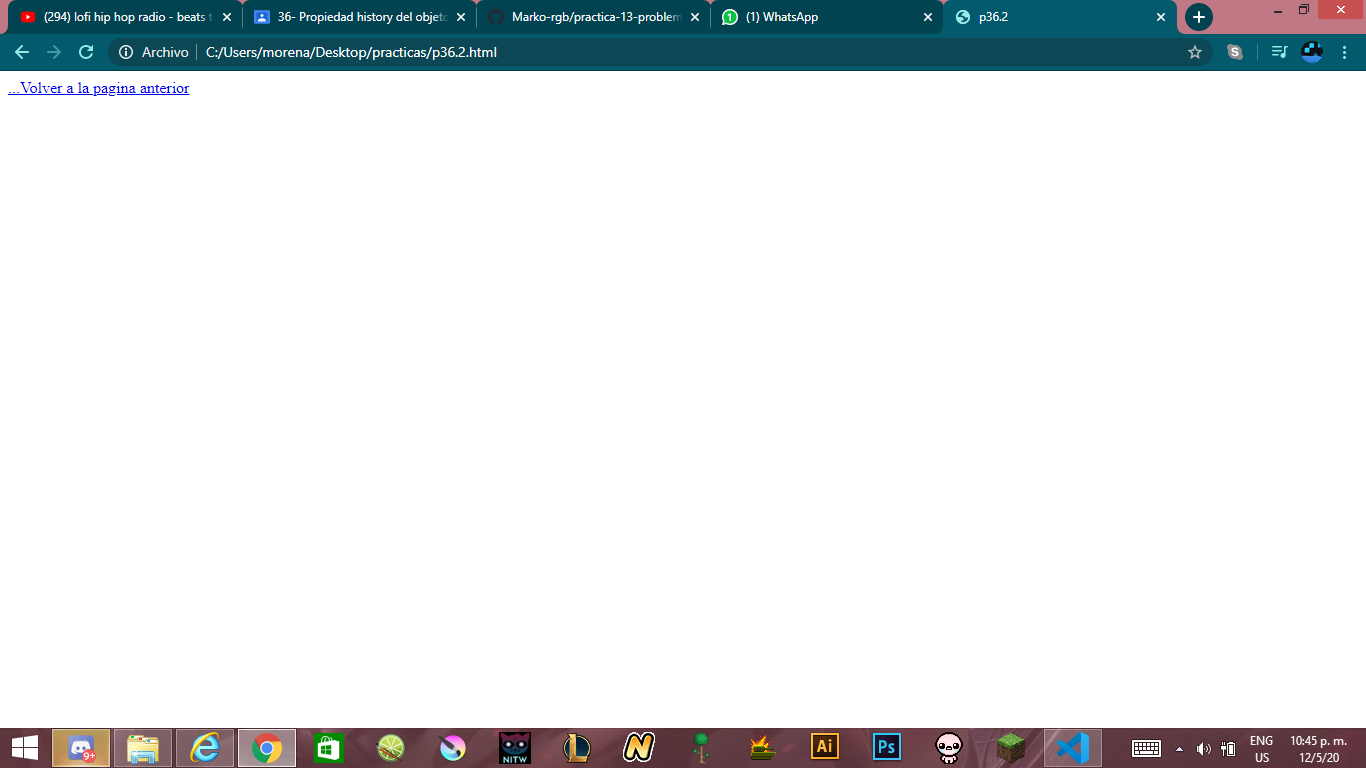 (294) lofi hip hop radio - beats t
36- Propiedad history del objet
Marko-rgb/practica-13-problem
1 (1) WhatsApp
p36.2
Archivo C:/Users/morena/Desktop/practicas/p36.2.html
...Volver a la pagina anterior
9+
NITW
L
N
Ai
Ps
ENG
US
10:45 p. m.
12/5/20